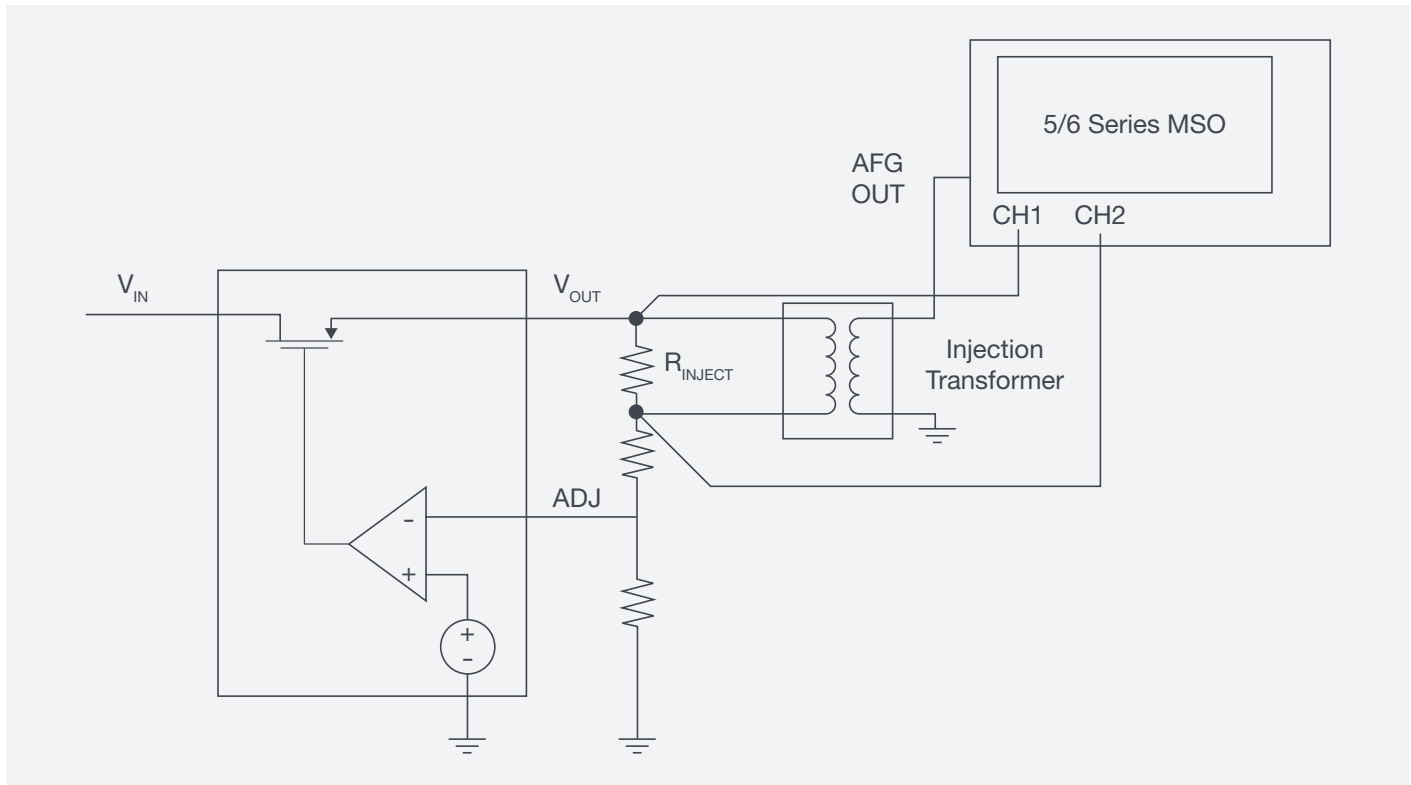 5/6 Series MSO
AFG
OUT
CH1 CH2
VIN
VOUT
RINJECT
Injection
Transformer
ADJ
-
+
+
-